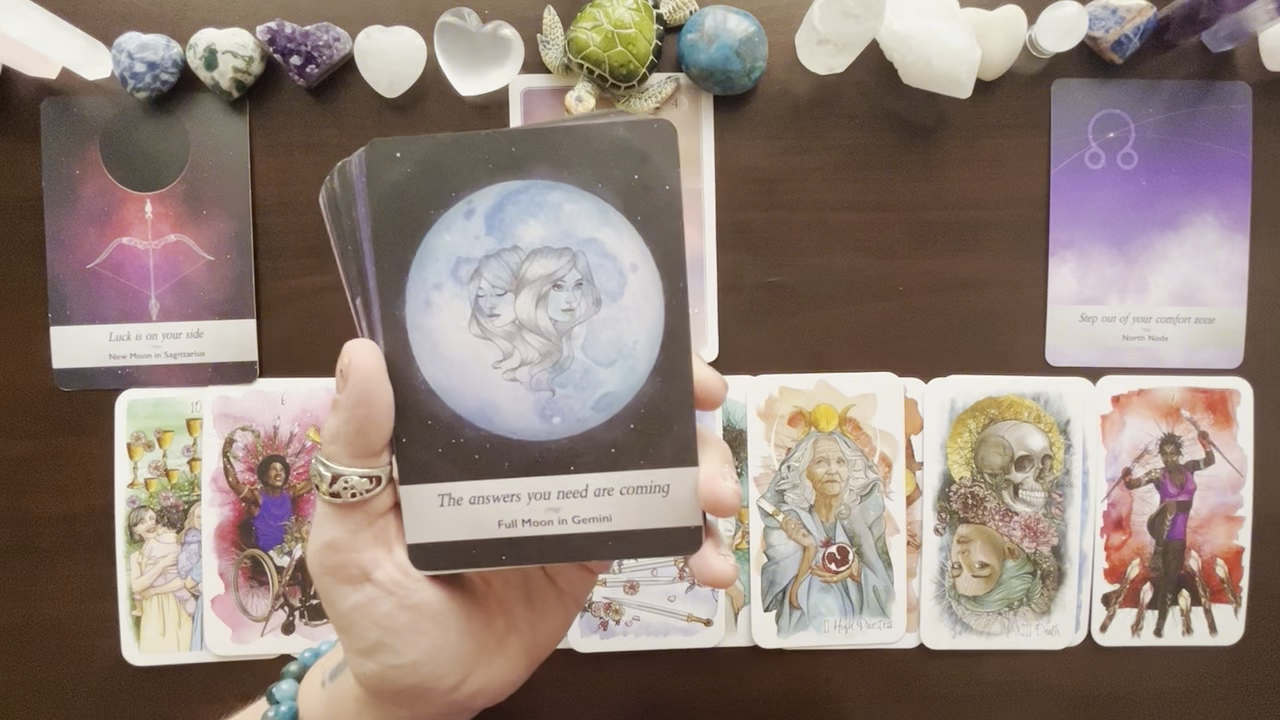 4
Luck is on your side
New Moon in Sagittarius
Step out of your comfort zone
North Node
10
The answers you need are coming
Full Moon in Gemini
II High Priestess
XIII Death